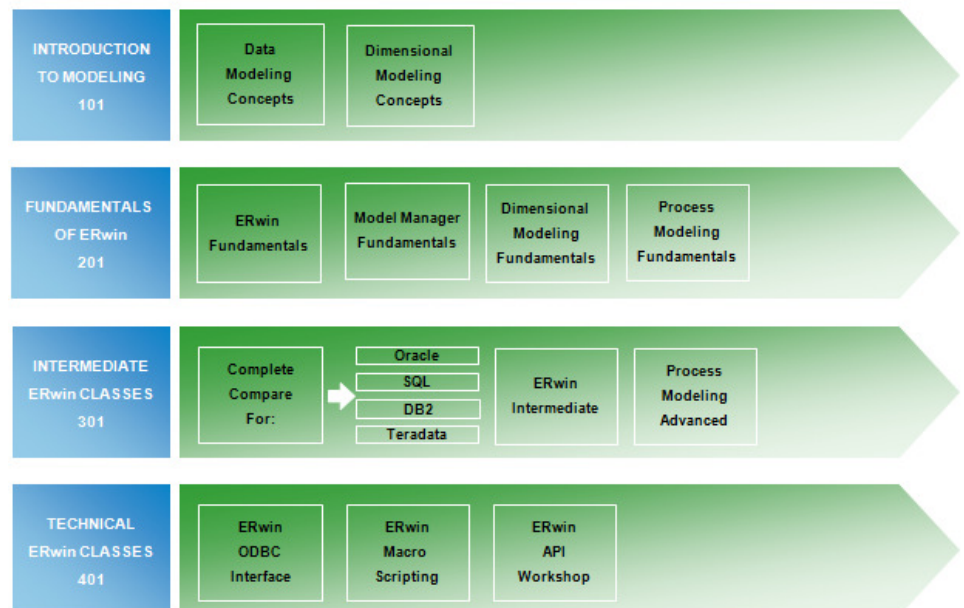 INTRODUCTION
TO MODELING
101
Data
Modeling
Concepts
Dimensional
Modeling
Concepts
FUNDAMENTALS
OF ERwin
201
ERwin
Fundamentals
Model Manager
Fundamentals
Dimensional
Modeling
Fundamentals
Process
Modeling
Fundamentals
INTERMEDIATE
ERwin CLASSES
301
Complete
Compare
For:
Oracle
SQL
DB2
Teradata
ERwin
Intermediate
Process
Modeling
Advanced
TECHNICAL
ERwin CLASSES
401
ERwin
ODBC
Interface
ERwin
Macro
Scripting
ERwin
API
Workshop